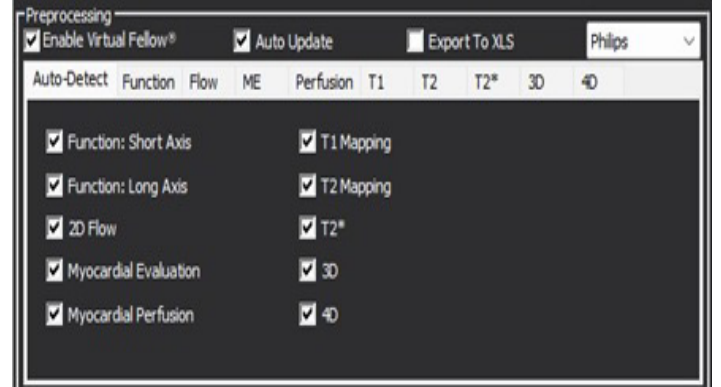 Preprocessing
Enable Virtual Fellow® Auto Update Export To XLS Philips
Auto-Detect Function Flow ME Perfusion T1 T2 T2* 3D 4D
Function: Short Axis T1 Mapping
Function: Long Axis T2 Mapping
2D Flow T2*
Myocardial Evaluation 3D
Myocardial Perfusion 4D